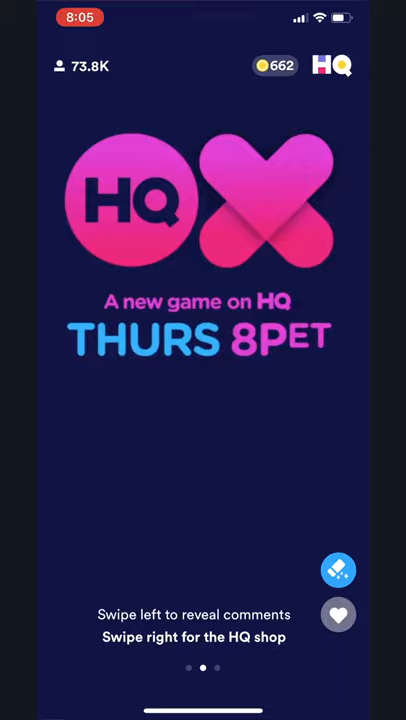 8:05
73.8K
662
HQ
HQ
A new game on HQ
THURS 8PET
Swipe left to reveal comments
Swipe right for the HQ shop